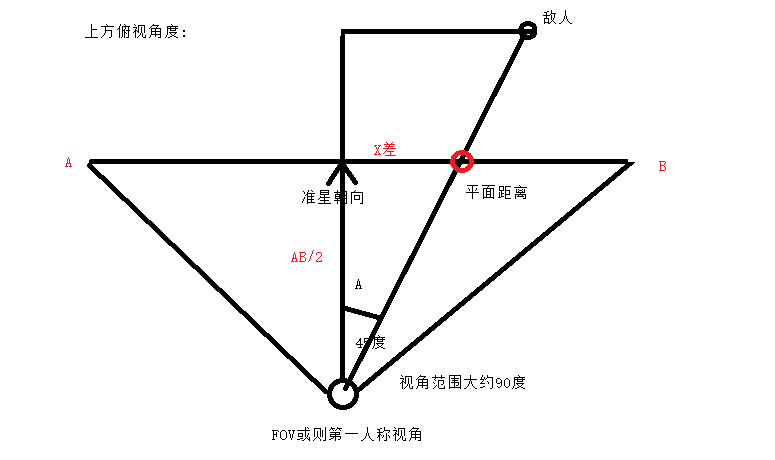 上方俯视角度：
敌人
A
X差
B
准星朝向
平面距离
AB/2
A
45度
视角范围大约90度
FOV或则第一人称视角